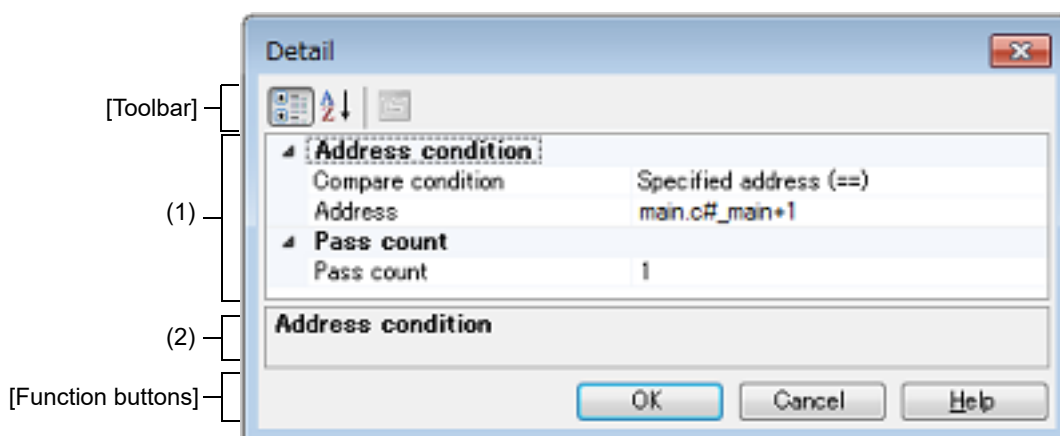 Detail
[Toolbar]
A
Z
Address condition
Compare condition Specified address (==)
(1)
Address main.c#_main+1
Pass count
Pass count 1
Address condition
(2)
[Function buttons]
OK Cancel Help